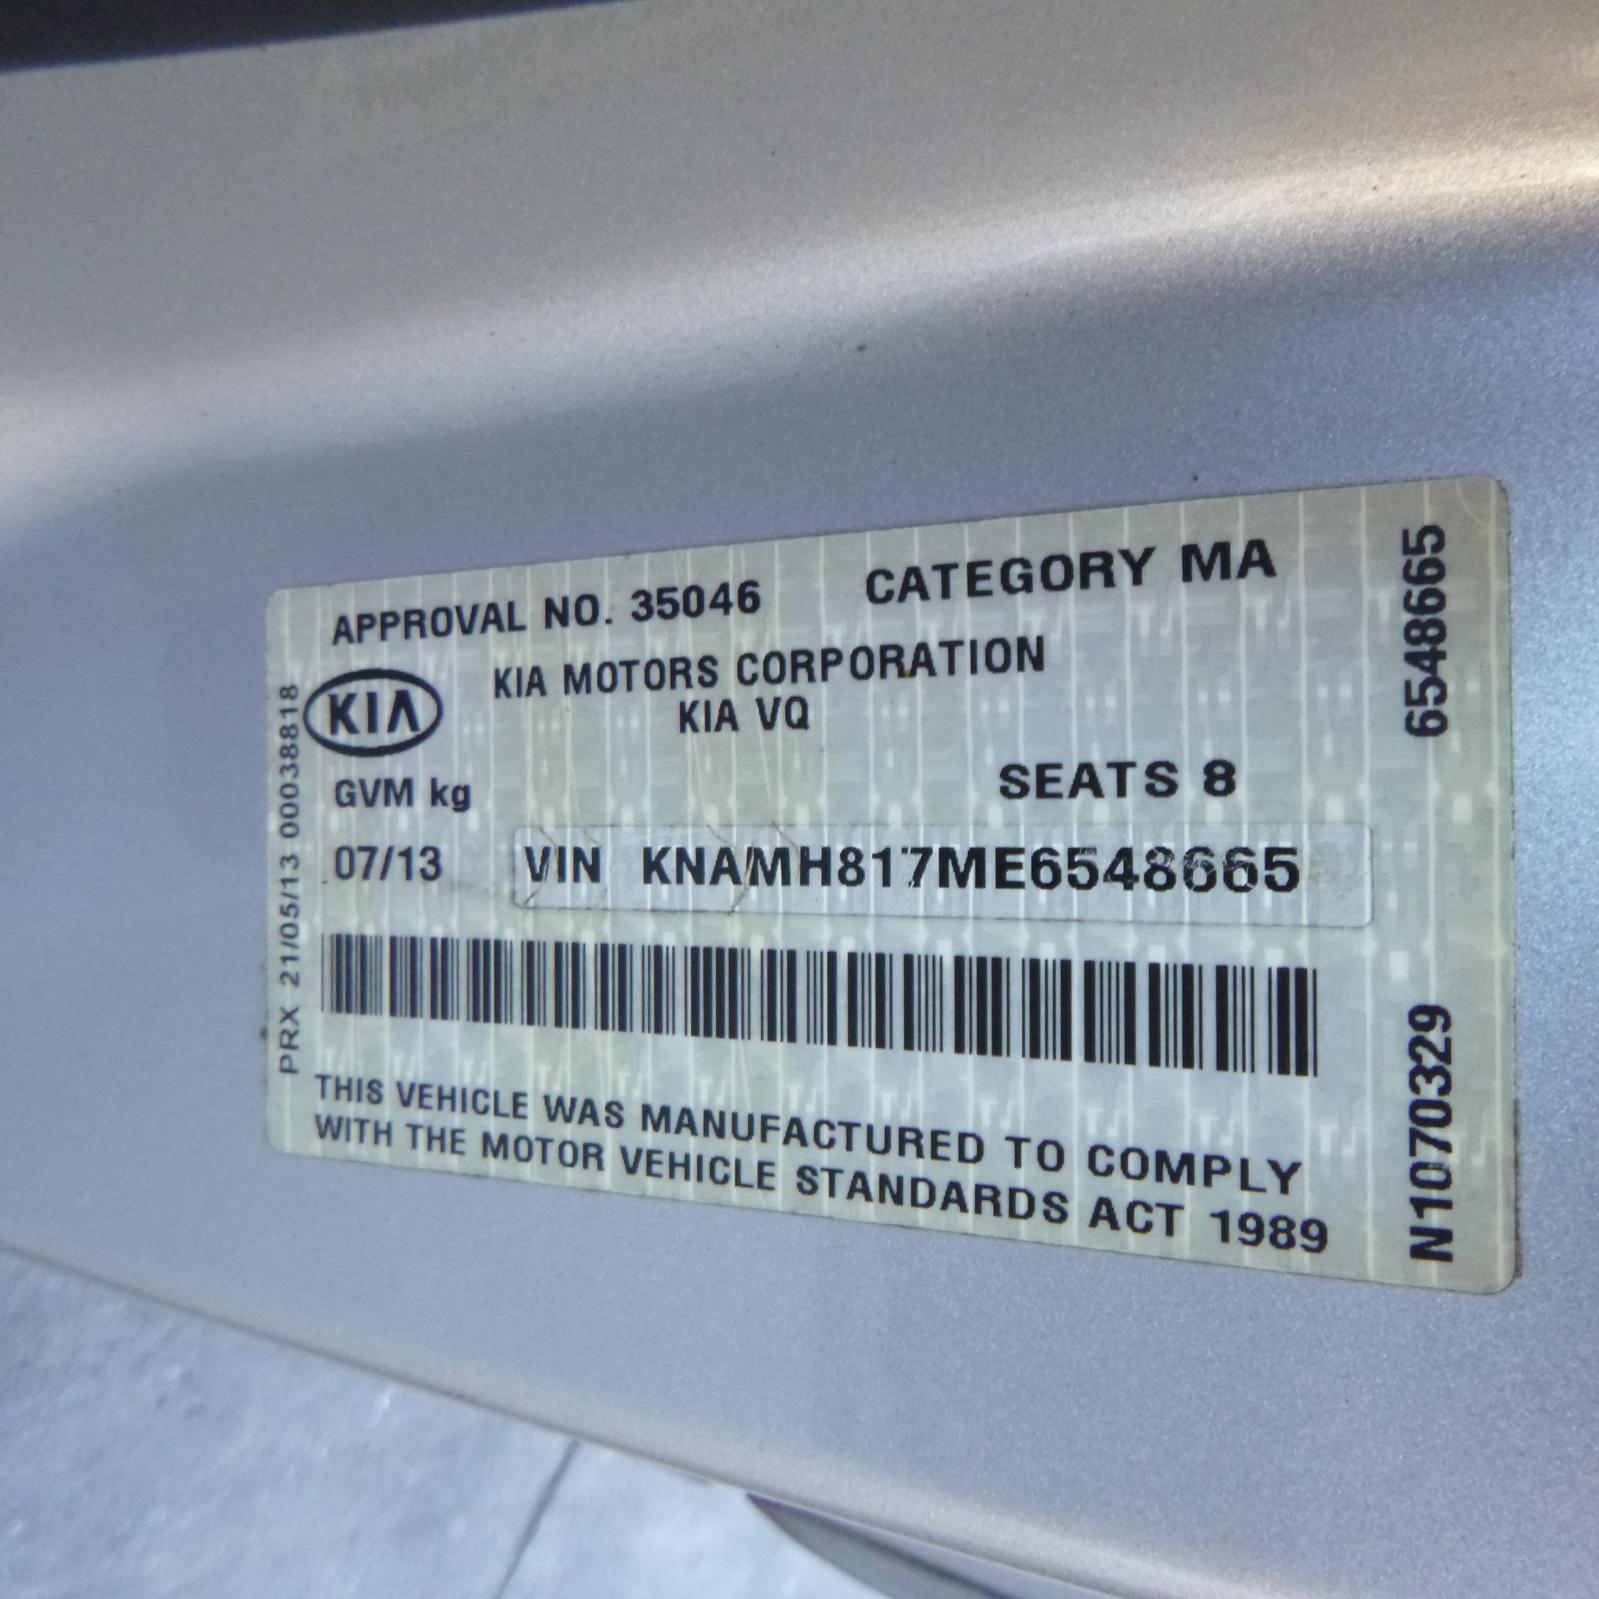 APPROVAL NO. 35046 CATEGORY MA
KIA
KIA MOTORS CORPORATION
KIA VQ
GVM kg
SEATS 8
07/13 VIN KNAMH817ME6548665
THIS VEHICLE WAS MANUFACTURED TO COMPLY
WITH THE MOTOR VEHICLE STANDARDS ACT 1989
PRX 21/05/13 00038818
N1070329 6548665